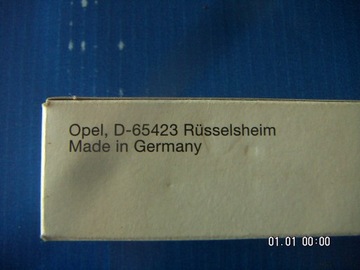 Opel, D-65423 Rüsselsheim
Made in Germany
01.01 00:00